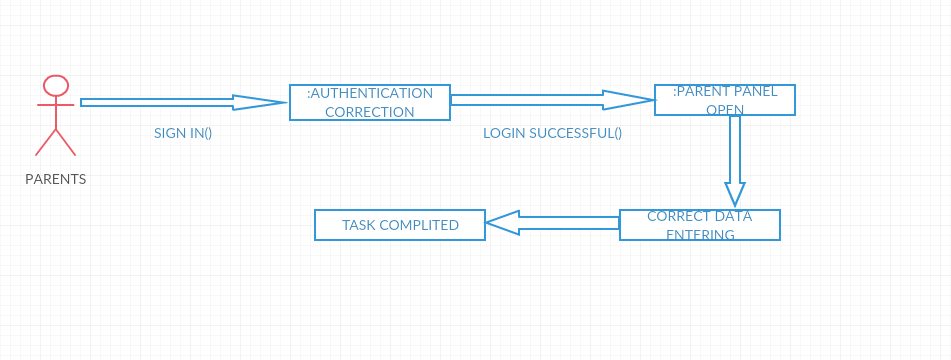 :AUTHENTICATION
CORRECTION
:PARENT PANEL
OPEN
SIGN IN()
LOGIN SUCCESSFUL()
PARENTS
TASK COMPLITED
CORRECT DATA
ENTERING